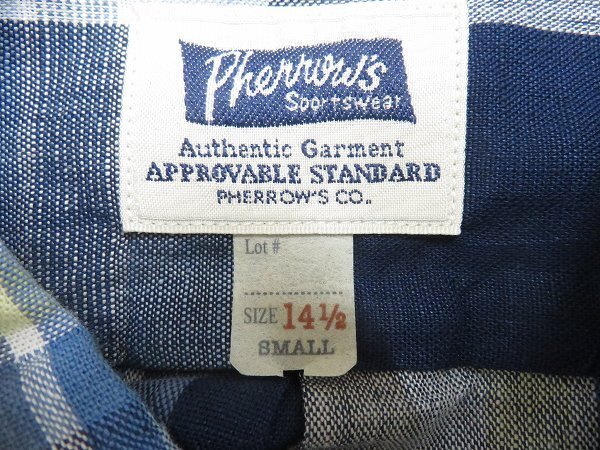 Pherrow's
Sportswear
Authentic Garment
APPROVABLE STANDARD
PHERROW'S CO..
Lot #
SIZE 14½
SMALL